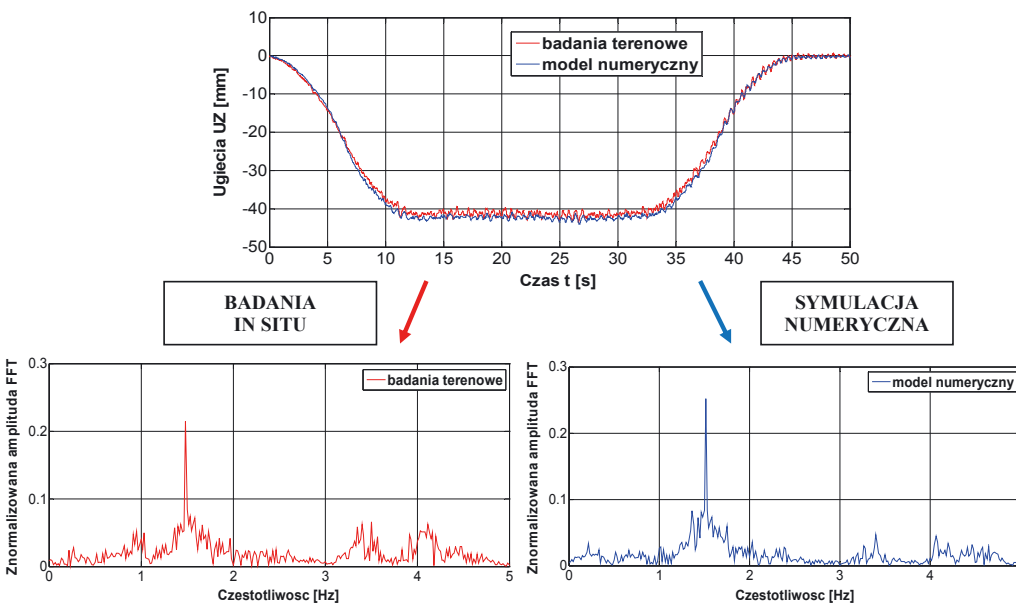 10
0
-10
-20
-30
-40
-50
Ugiecia UZ [mm]
badania terenowe
model numeryczny
0 5 10 15 20 25 30 35 40 45 50
Czas t [s]
BADANIA
IN SITU
SYMULACJA
NUMERYCZNA
Znormalizowana amplituda FFT
0.3
0.2
0.1
0
badania terenowe
0 1 2 3 4 5
Czestotliwosc [Hz]
Znormalizowana amplituda FFT
0.3
0.2
0.1
0
model numeryczny
0 1 2 3 4
Czestotliwosc [Hz]